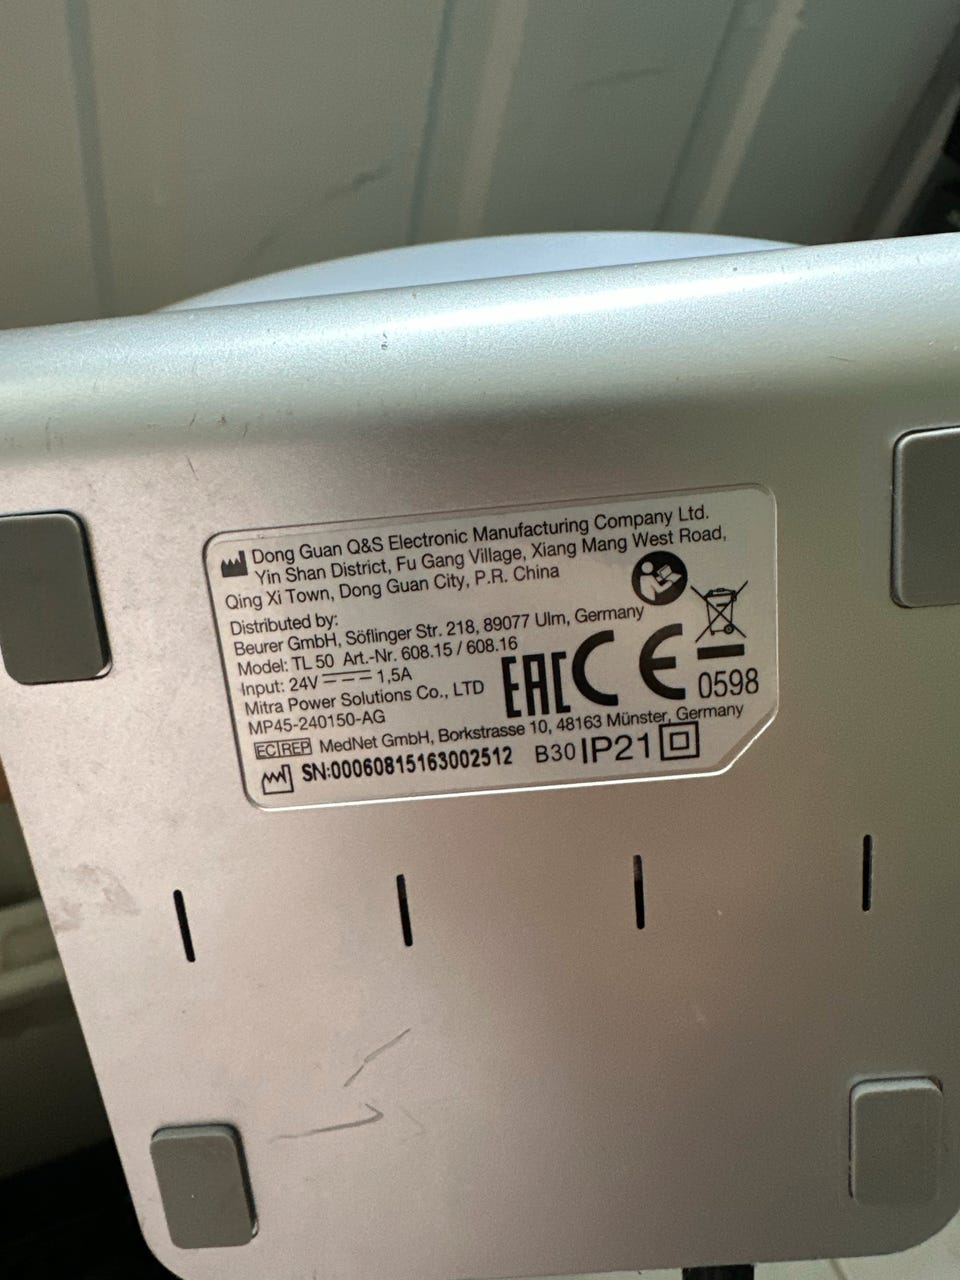 Dong Guan Q&S Electronic Manufacturing Company Ltd.
Yin Shan District, Fu Gang Village, Xiang Mang West Road,
Qing Xi Town, Dong Guan City, P.R. China
Distributed by:
Beurer GmbH, Söflinger Str. 218, 89077 Ulm, Germany
Model: TL 50 Art.-Nr. 608.15 / 608.16
Input: 24V 1,5A
Mitra Power Solutions Co., LTD
MP45-240150-AG
EAC CE 0598
EC REP MedNet GmbH, Borkstrasse 10, 48163 Münster, Germany
SN:00060815163002512 B30 IP21